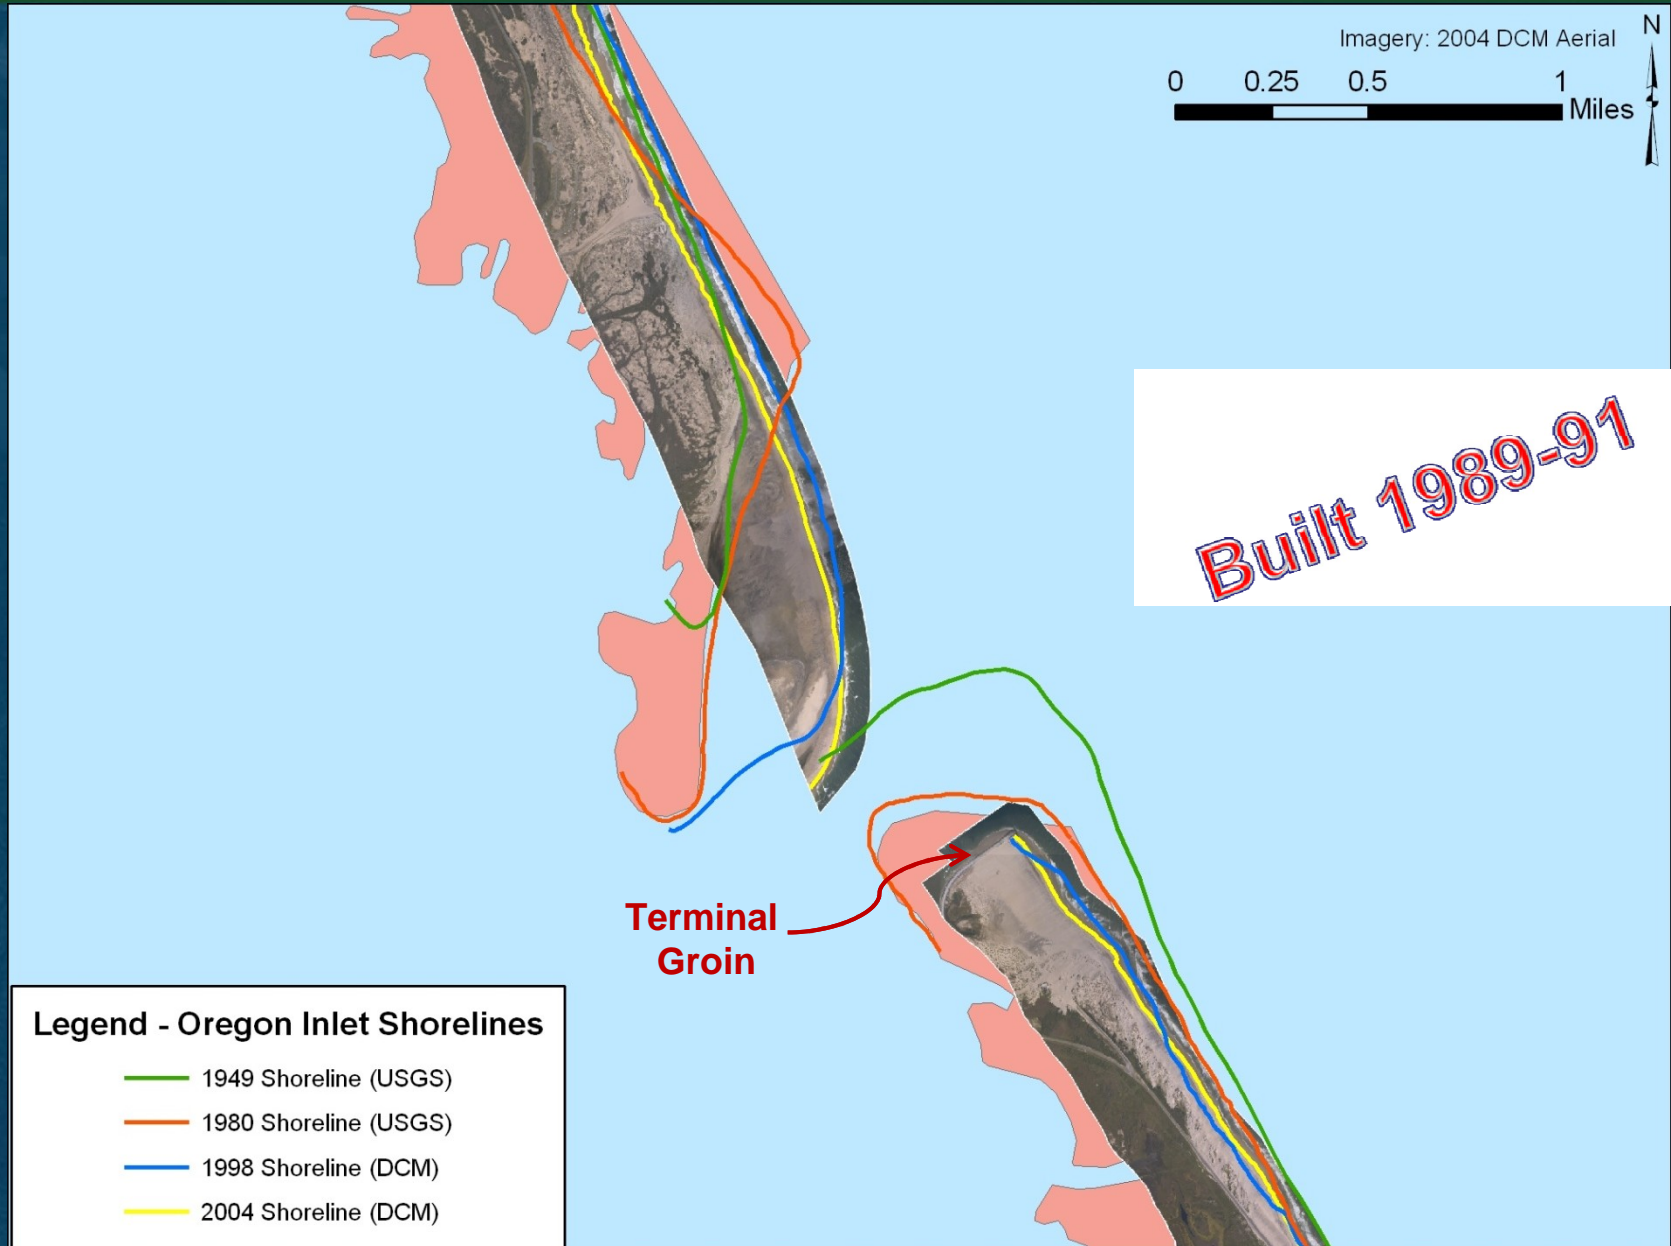 Imagery: 2004 DCM Aerial
N
0 0.25 0.5 1
Miles
Built 1989-91
Terminal
Groin
Legend - Oregon Inlet Shorelines
1949 Shoreline (USGS)
1980 Shoreline (USGS)
1998 Shoreline (DCM)
2004 Shoreline (DCM)